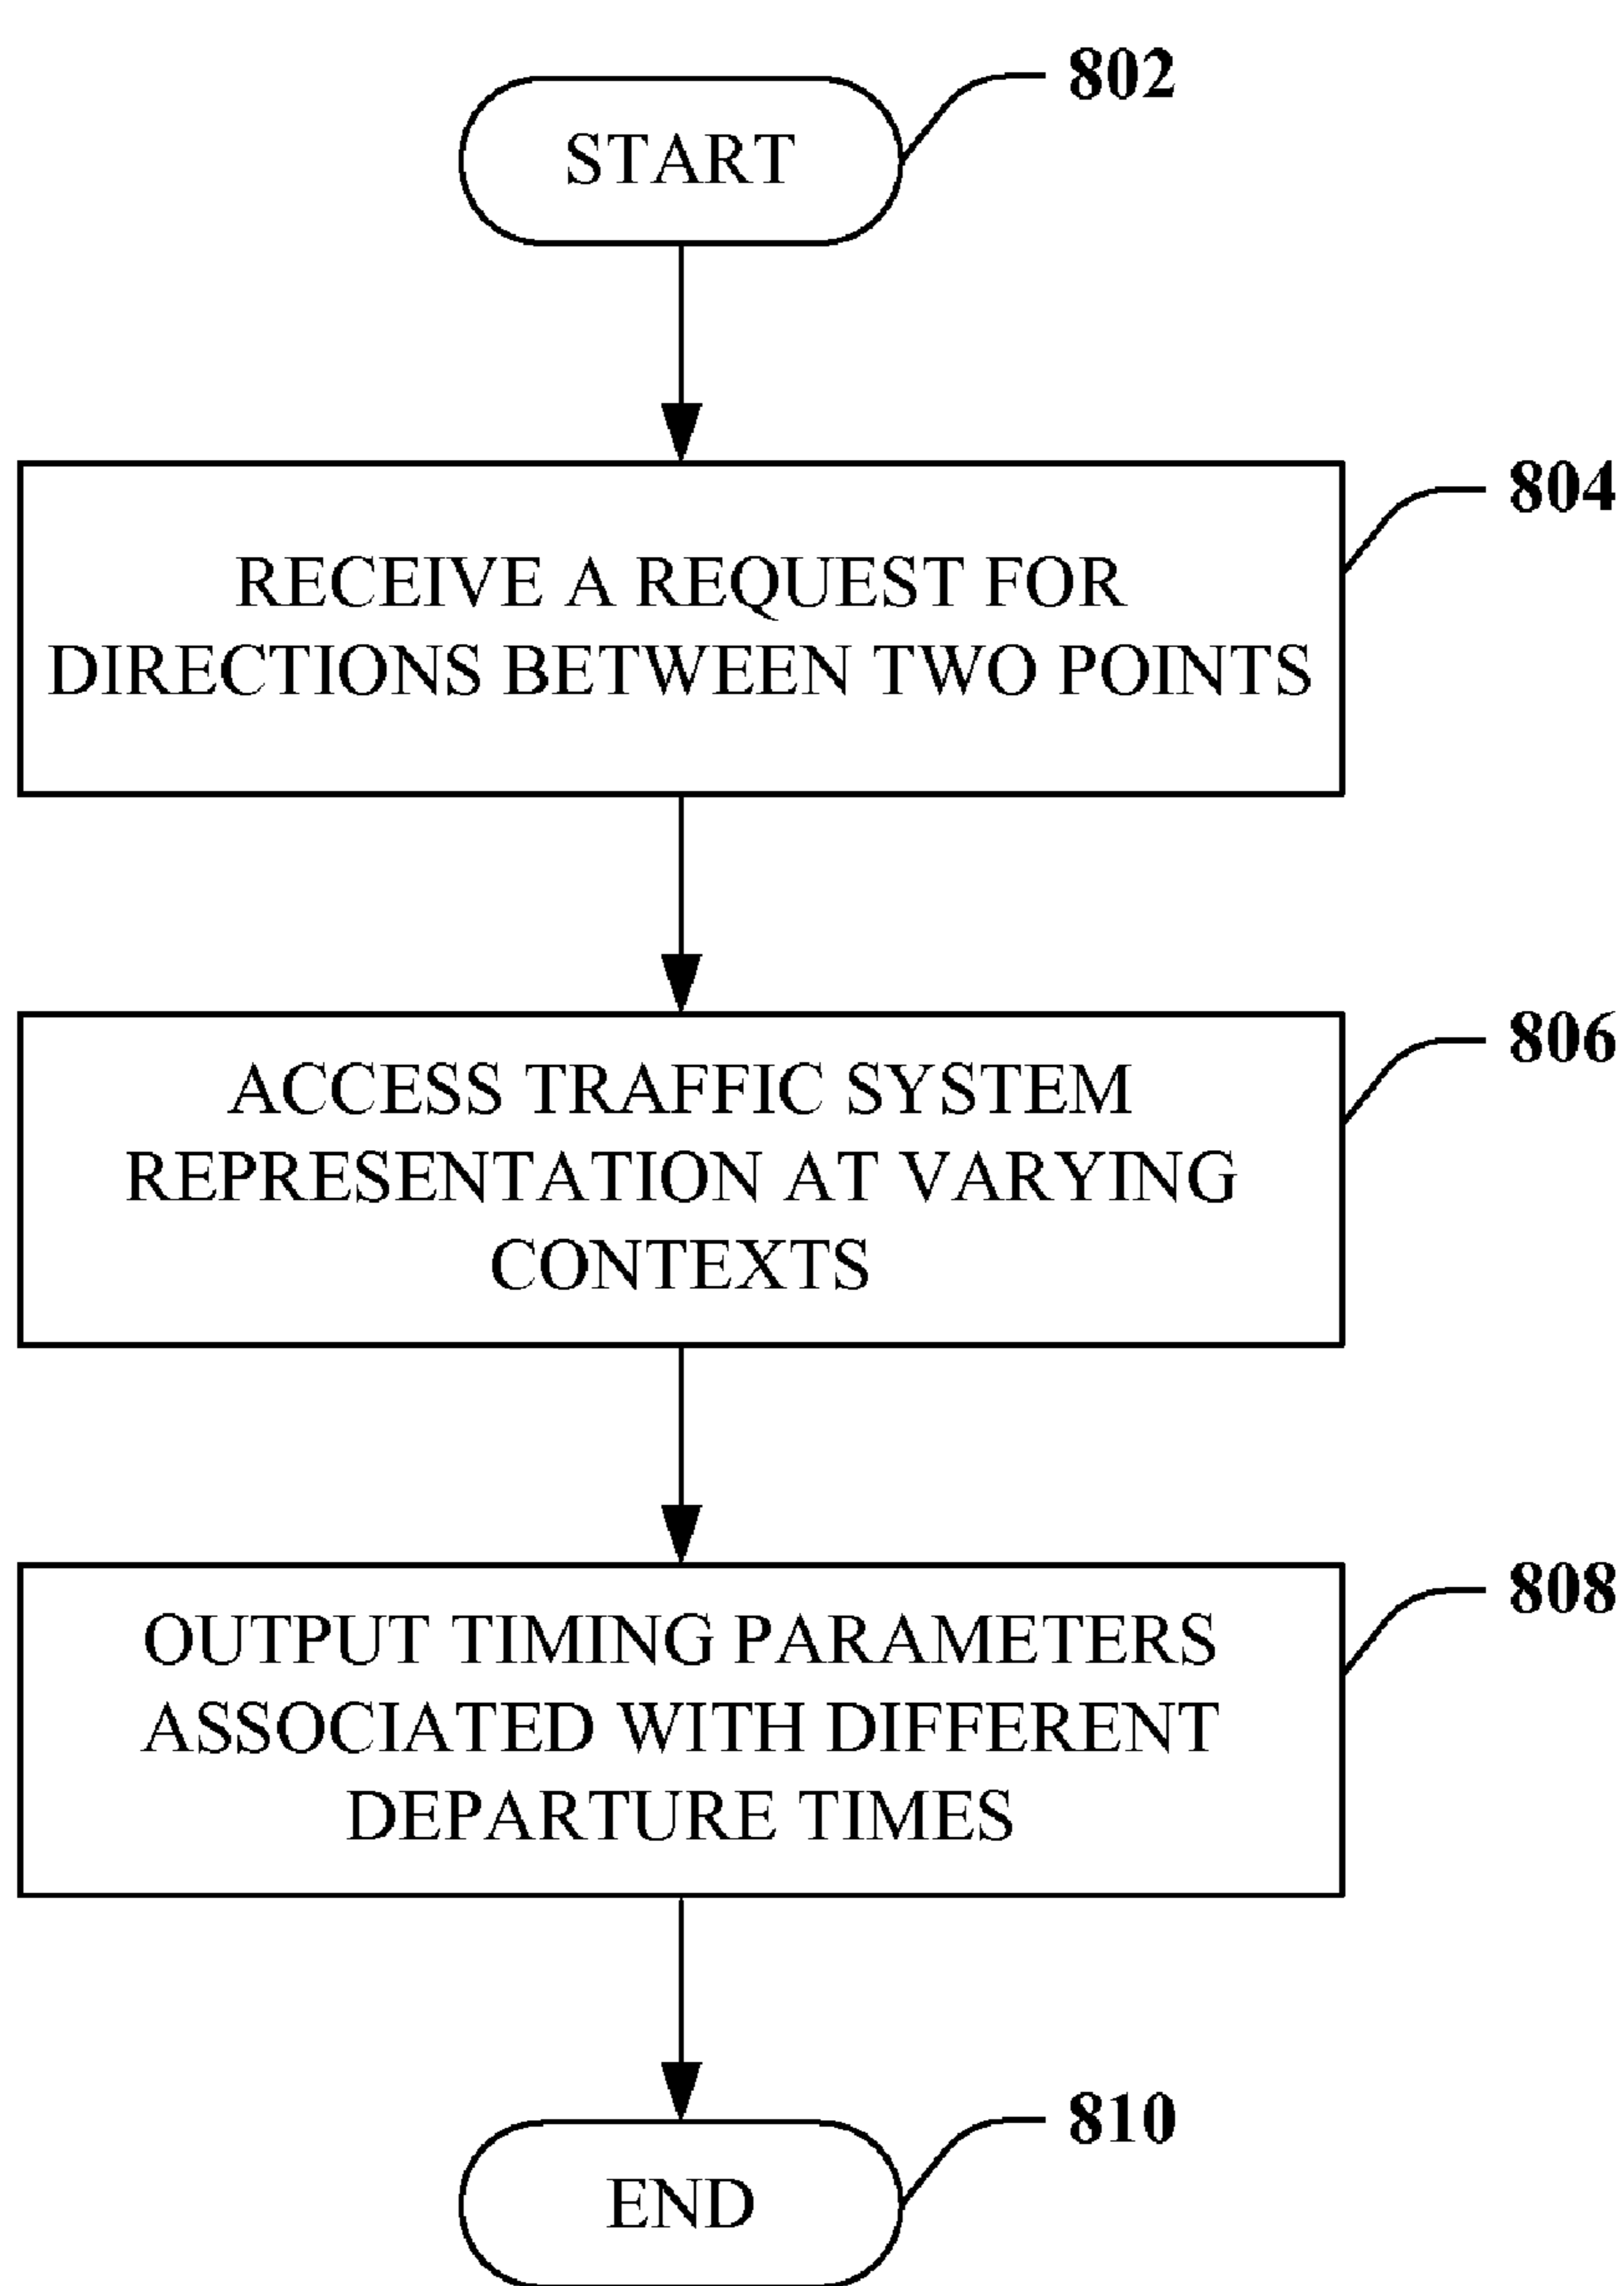 START
802
RECEIVE A REQUEST FOR
DIRECTIONS BETWEEN TWO POINTS
804
ACCESS TRAFFIC SYSTEM
REPRESENTATION AT VARYING
CONTEXTS
806
OUTPUT TIMING PARAMETERS
ASSOCIATED WITH DIFFERENT
DEPARTURE TIMES
808
END
810